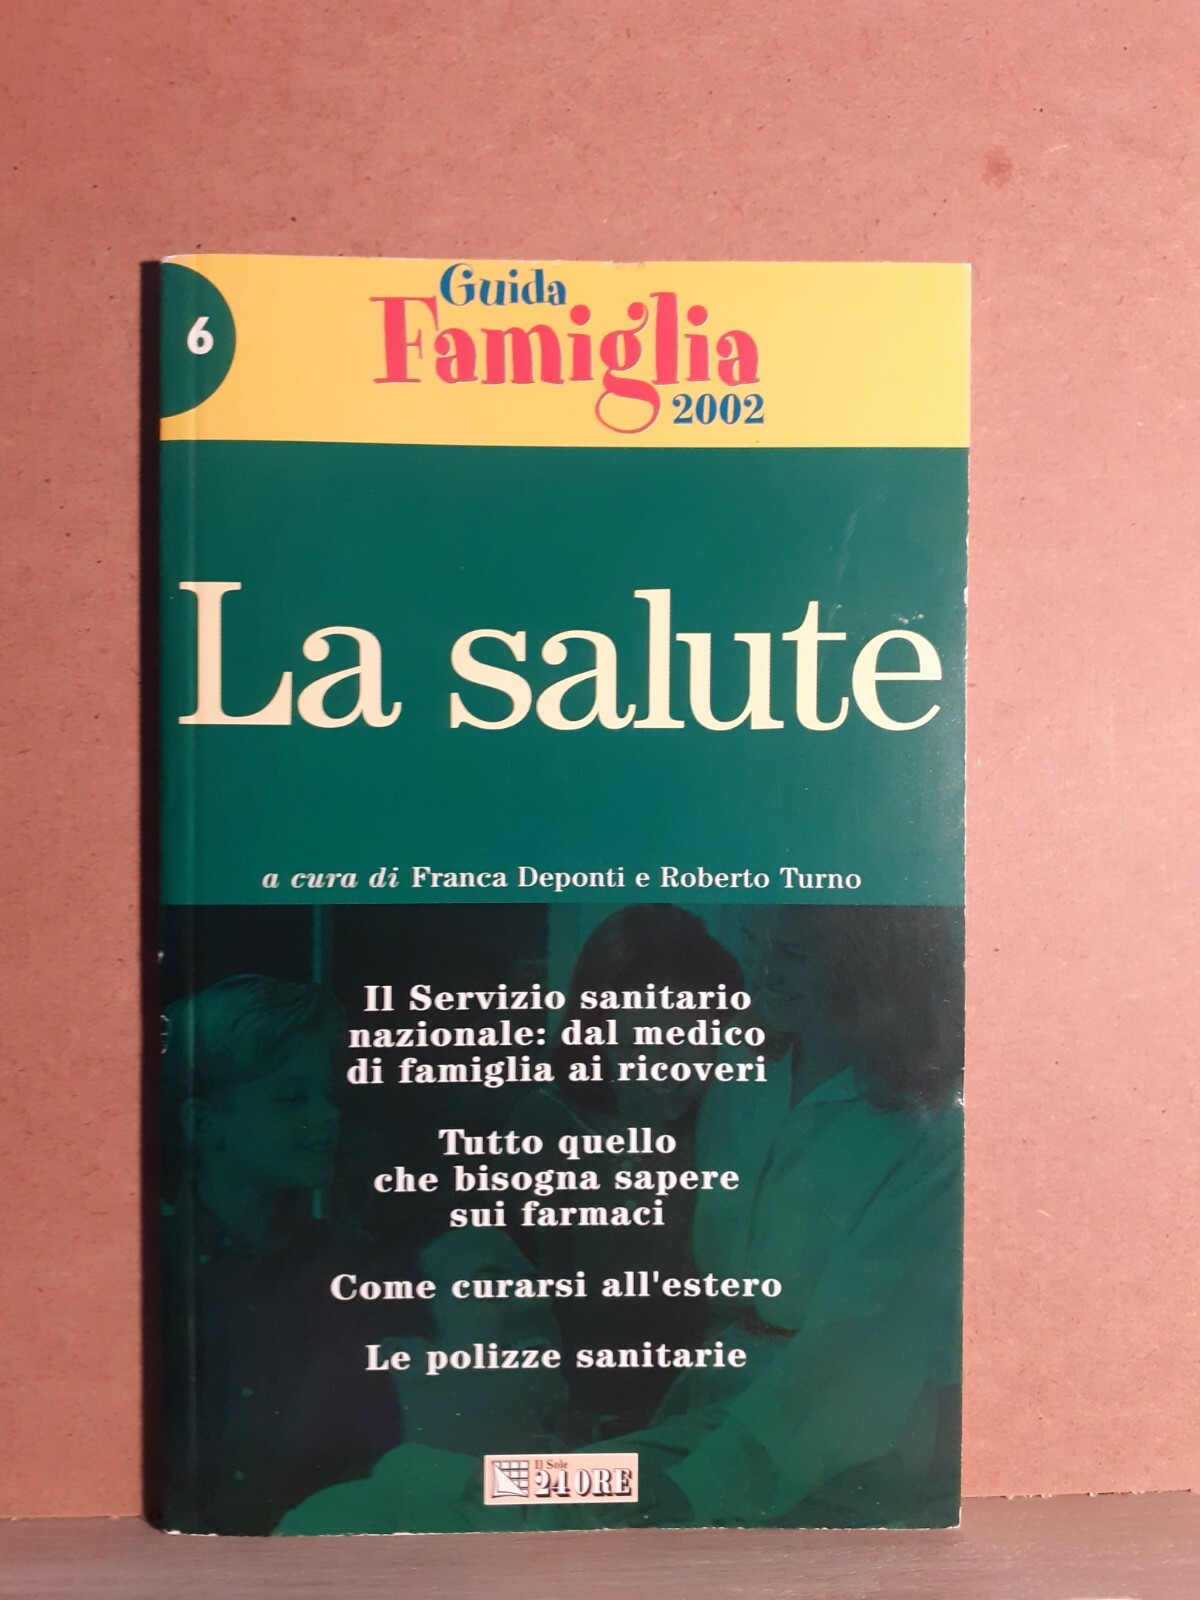 6
Guida
Famiglia
2002
La salute
a cura di Franca Deponti e Roberto Turno
Il Servizio sanitario
nazionale: dal medico
di famiglia ai ricoveri
Tutto quello
che bisogna sapere
sui farmaci
Come curarsi all'estero
Le polizze sanitarie
Il Sole
24 ORE